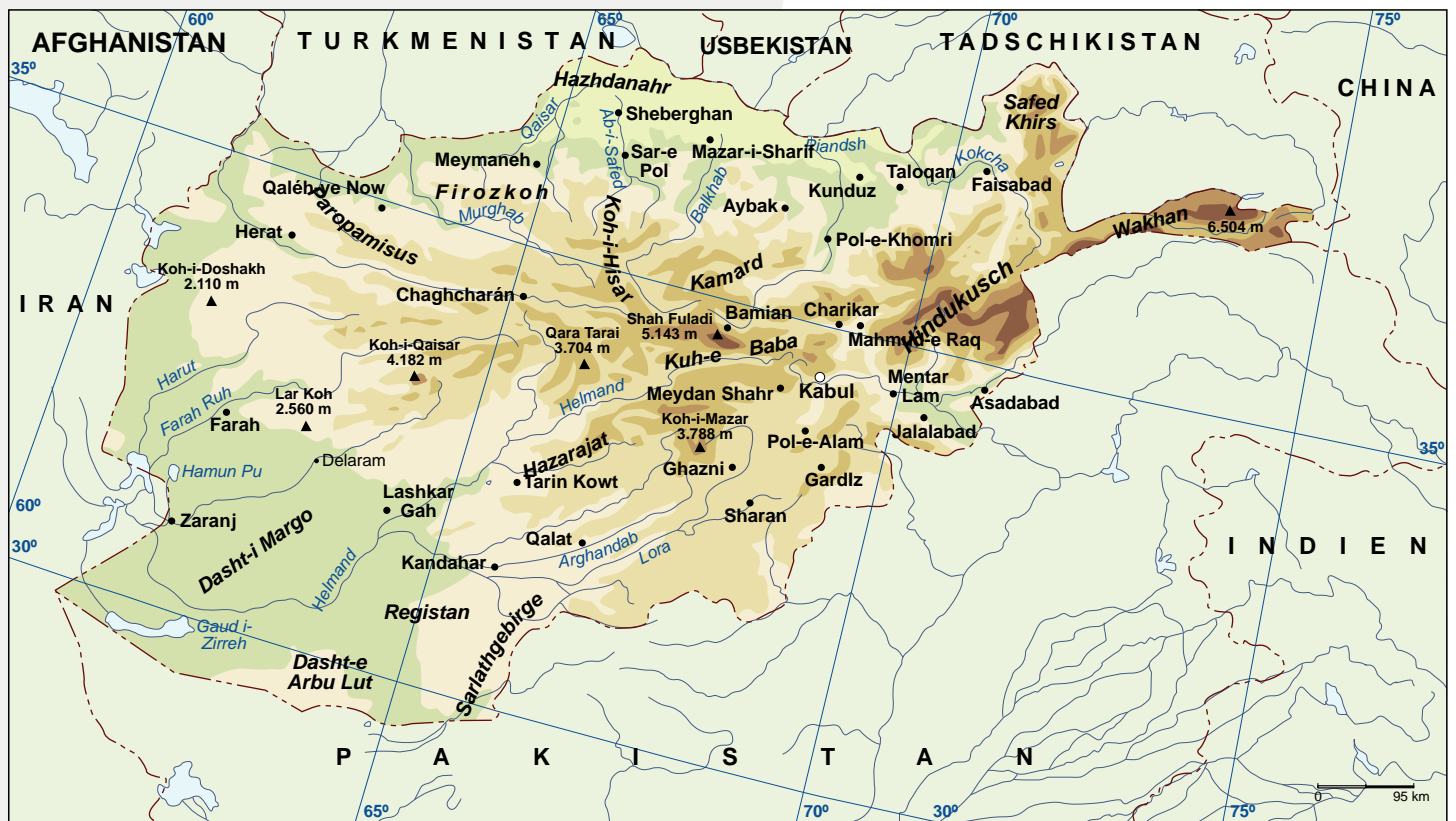 60º
65º
70º
75º
AFGHANISTAN
TURKMENISTAN
USBEKISTAN
TADSCHIKISTAN
35º
CHINA
Hazhdanahr
Safed
Khirs
Qaisar
Ab-i-Safed
Sheberghan
Mazar-i-Sharif
Piandsh
Kokcha
Meymaneh
Sar-e
Pol
Taloqan
Faisabad
Kunduz
Qaléh-ye Now
Firozkoh
Balkhab
Aybak
Murghab
Paropamisus
Koh-i-Hisar
Wakhan
6.504 m
Herat
Pol-e-Khomri
Koh-i-Doshakh
2.110 m
Kamard
Hindukusch
IRAN
Chaghcharán
Shah Fuladi
5.143 m
Bamian
Charikar
Mahmud-e Raq
Qara Tarai
3.704 m
Koh-i-Qaisar
4.182 m
Kuh-e Baba
Harut
Farah Ruh
Lar Koh
2.560 m
Helmand
Meydan Shahr
Kabul
Mentar
Lam
Asadabad
Farah
Koh-i-Mazar
3.788 m
Pol-e-Alam
Jalalabad
35º
Hamun Pu
Delaram
Hazarajat
Ghazni
Gardlz
Tarin Kowt
60º
Zaranj
Lashkar
Gah
Sharan
30º
Dasht-i Margo
Qalat
Arghandab
Lora
INDIEN
Kandahar
Helmand
Registan
Gaud i-
Zirreh
Sarlathgebirge
Dasht-e
Arbu Lut
PAKISTAN
0
95 km
65º
70º
30º
75º